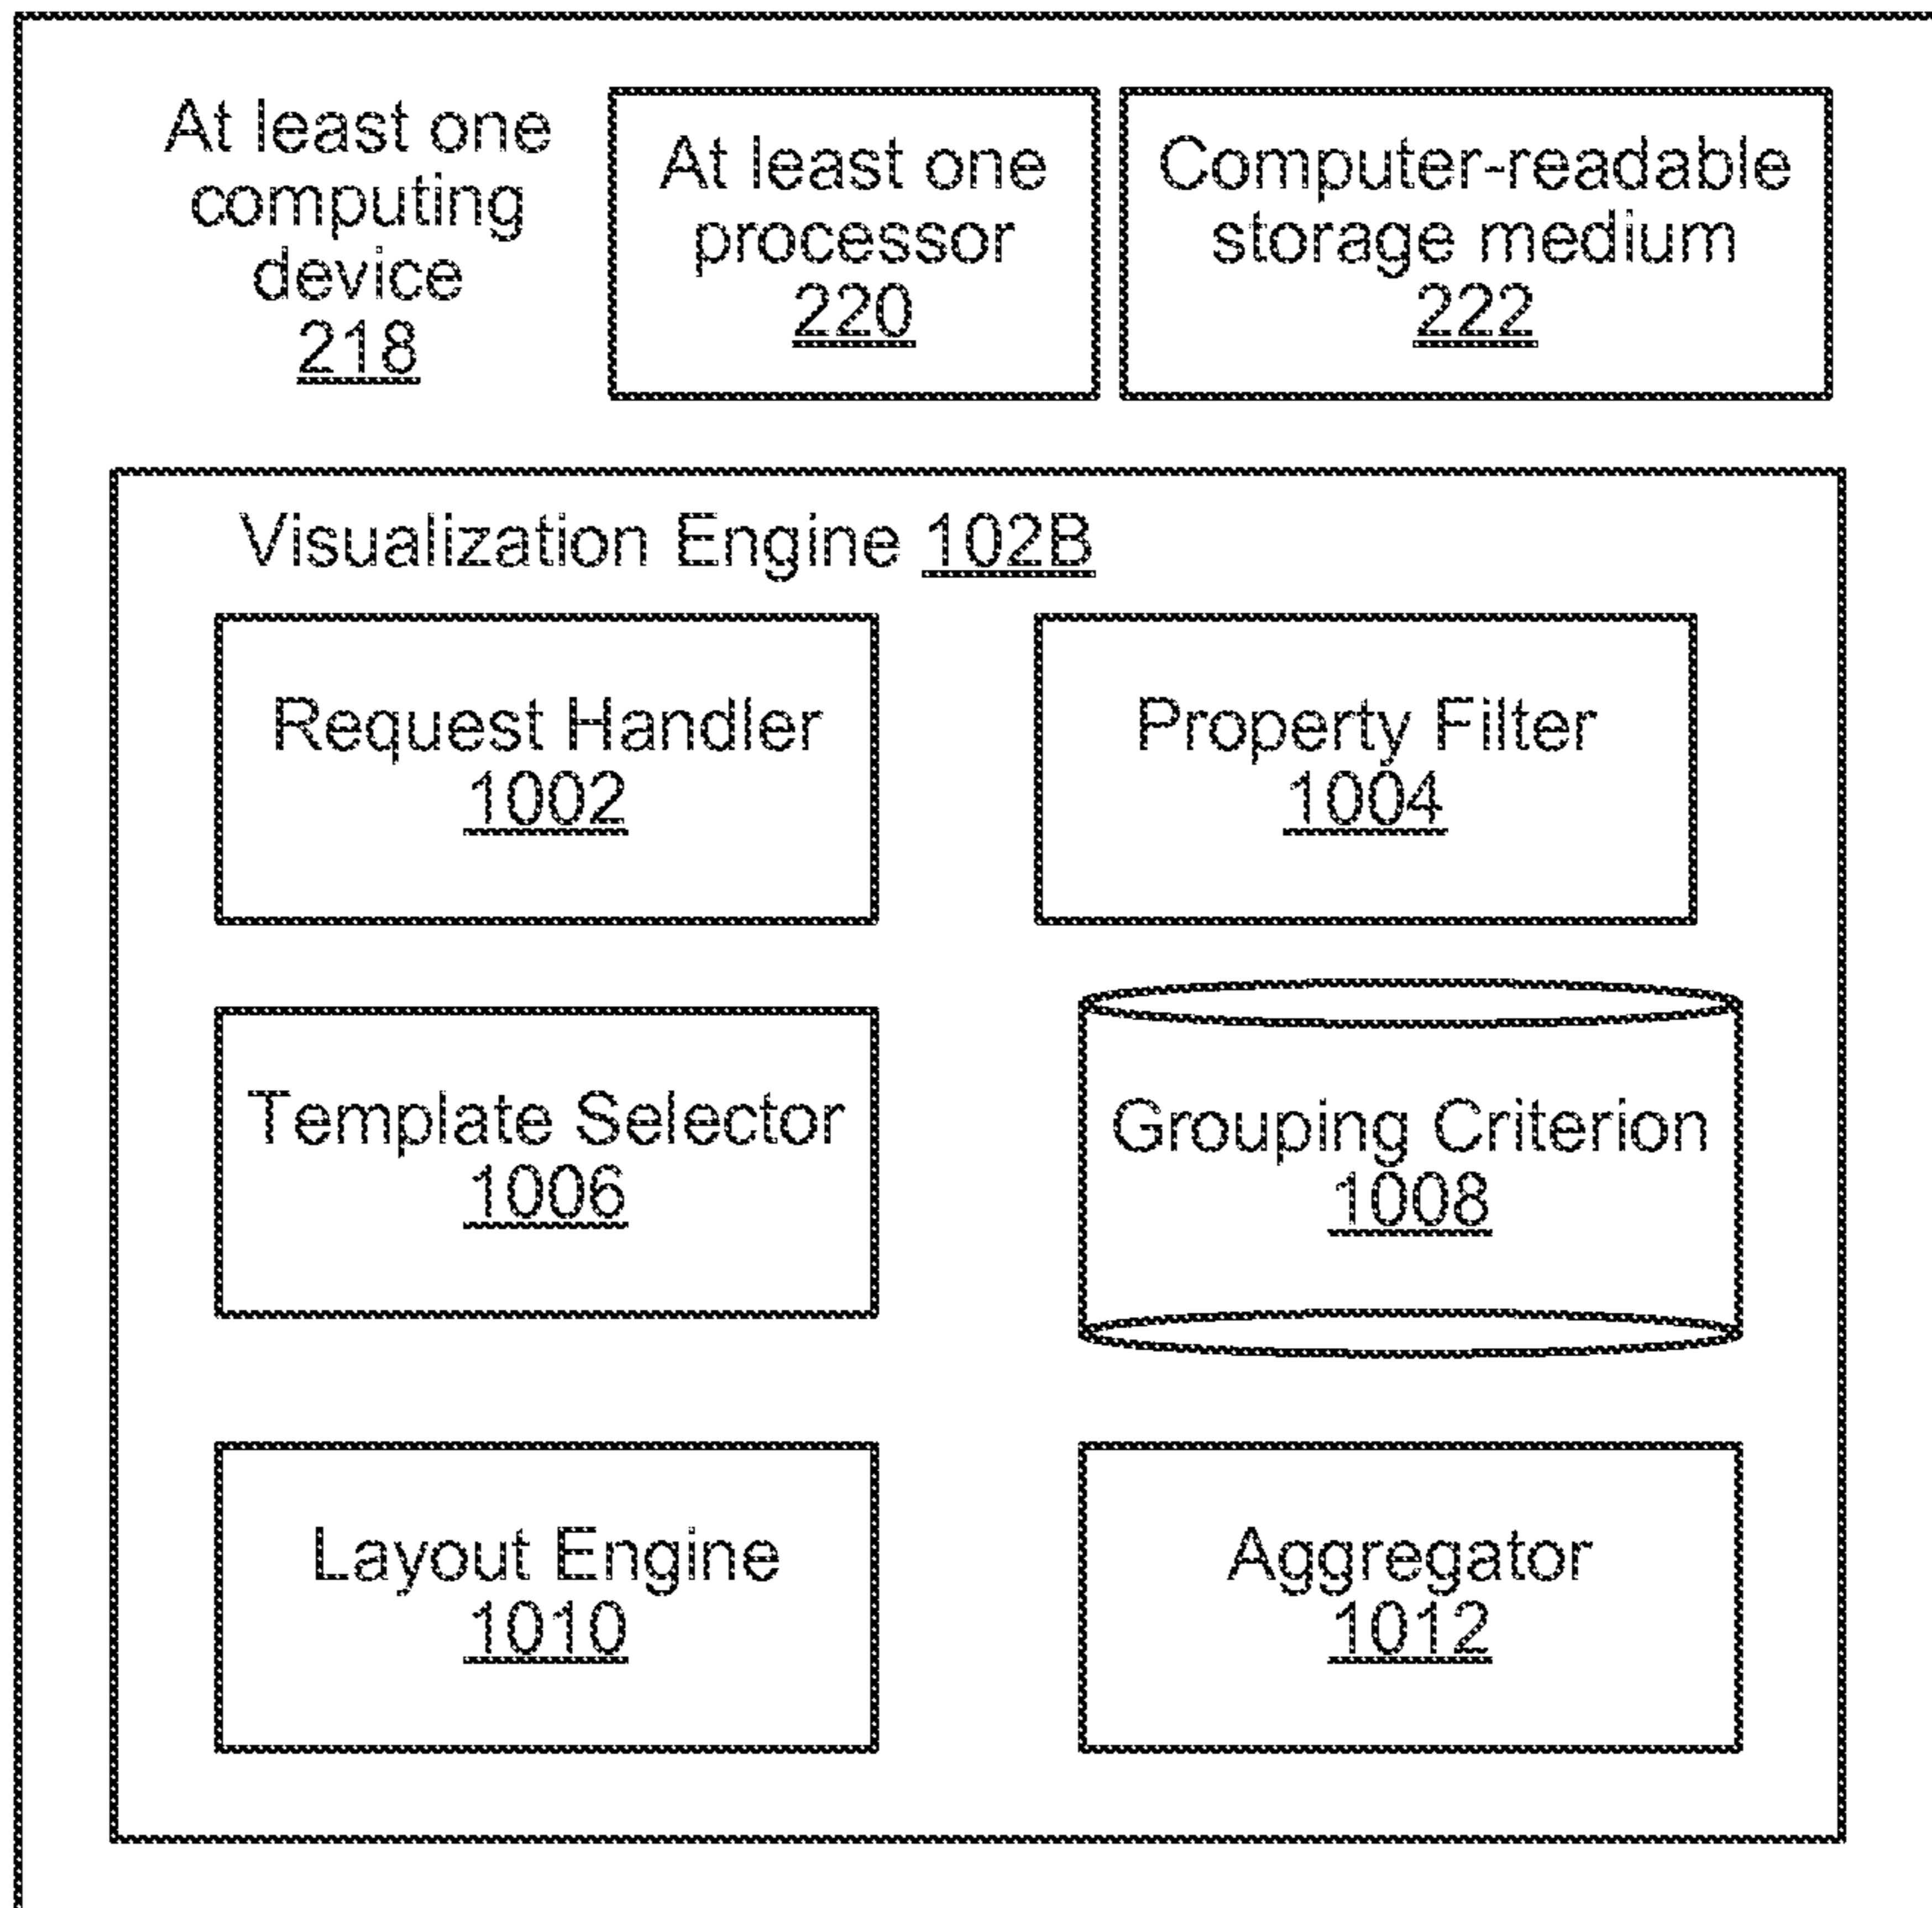 At least one
computing
device
218
At least one
processor
220
Computer-readable
storage medium
222
Visualization Engine 102B
Request Handler
1002
Property Filter
1004
Template Selector
1006
Grouping Criterion
1008
Layout Engine
1010
Aggregator
1012